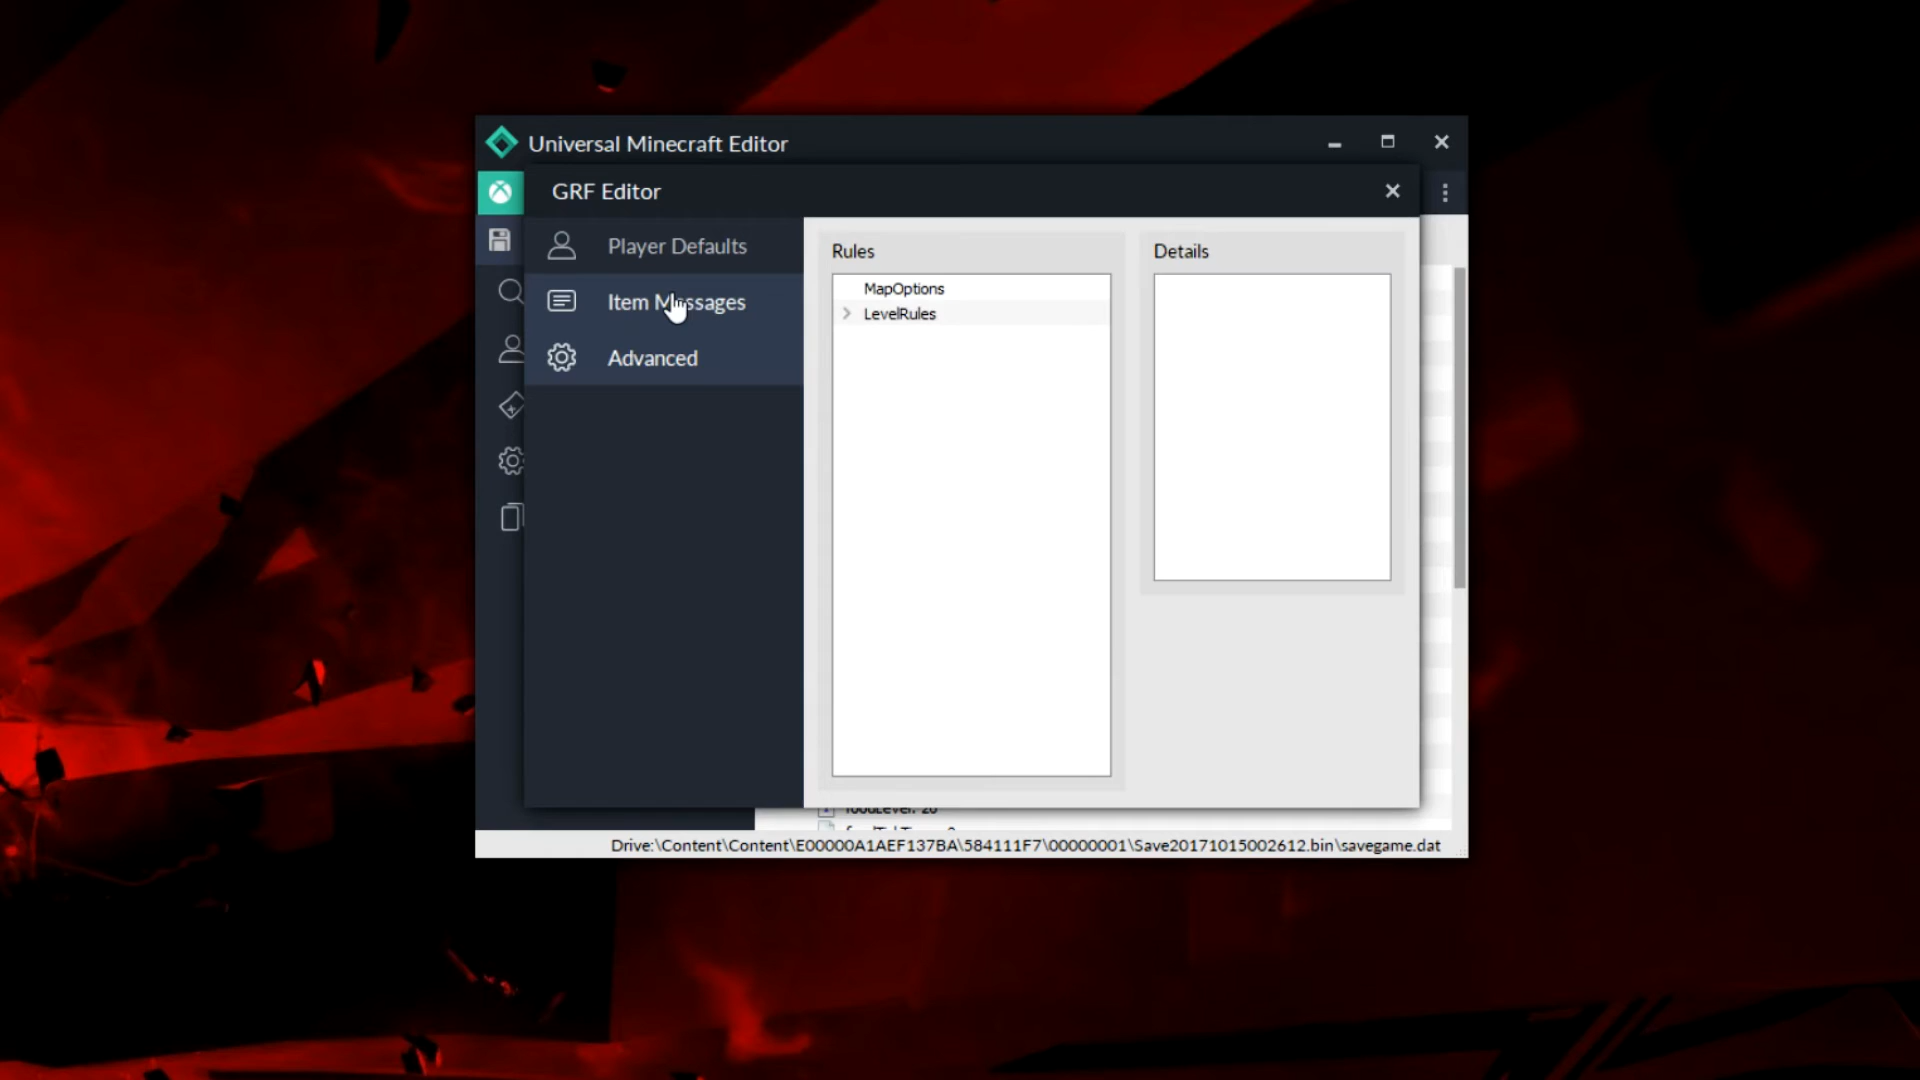 Universal Minecraft Editor
GRF Editor
Player Defaults
Item Messages
Advanced
Rules
MapOptions
LevelRules
Details
Drive:\Content\Content\E00000A1AEF137BA\584111F7\00000001\Save20171015002612.bin\savegame.dat